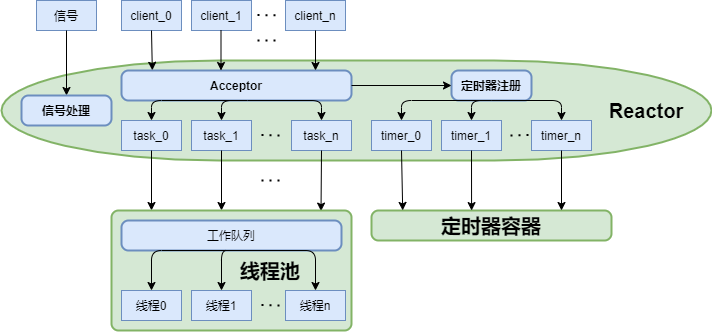 信号
client_0
client_1
···
client_n
···
Acceptor
定时器注册
信号处理
Reactor
task_0
task_1
···
task_n
timer_0
timer_1
···
timer_n
···
工作队列
定时器容器
线程池
线程0
线程1
···
线程n